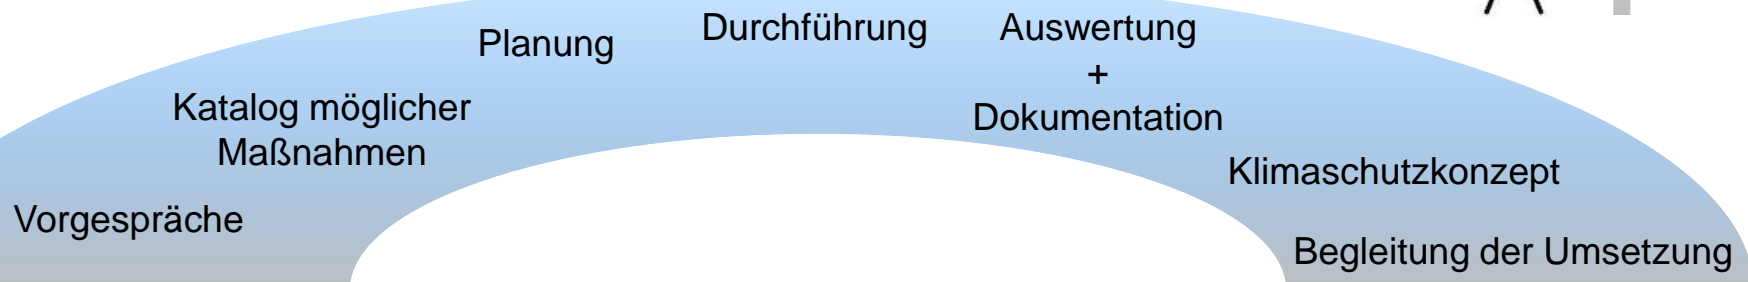 Vorgespräche
Katalog möglicher
Maßnahmen
Planung
Durchführung
Auswertung
+
Dokumentation
Klimaschutzkonzept
Begleitung der Umsetzung